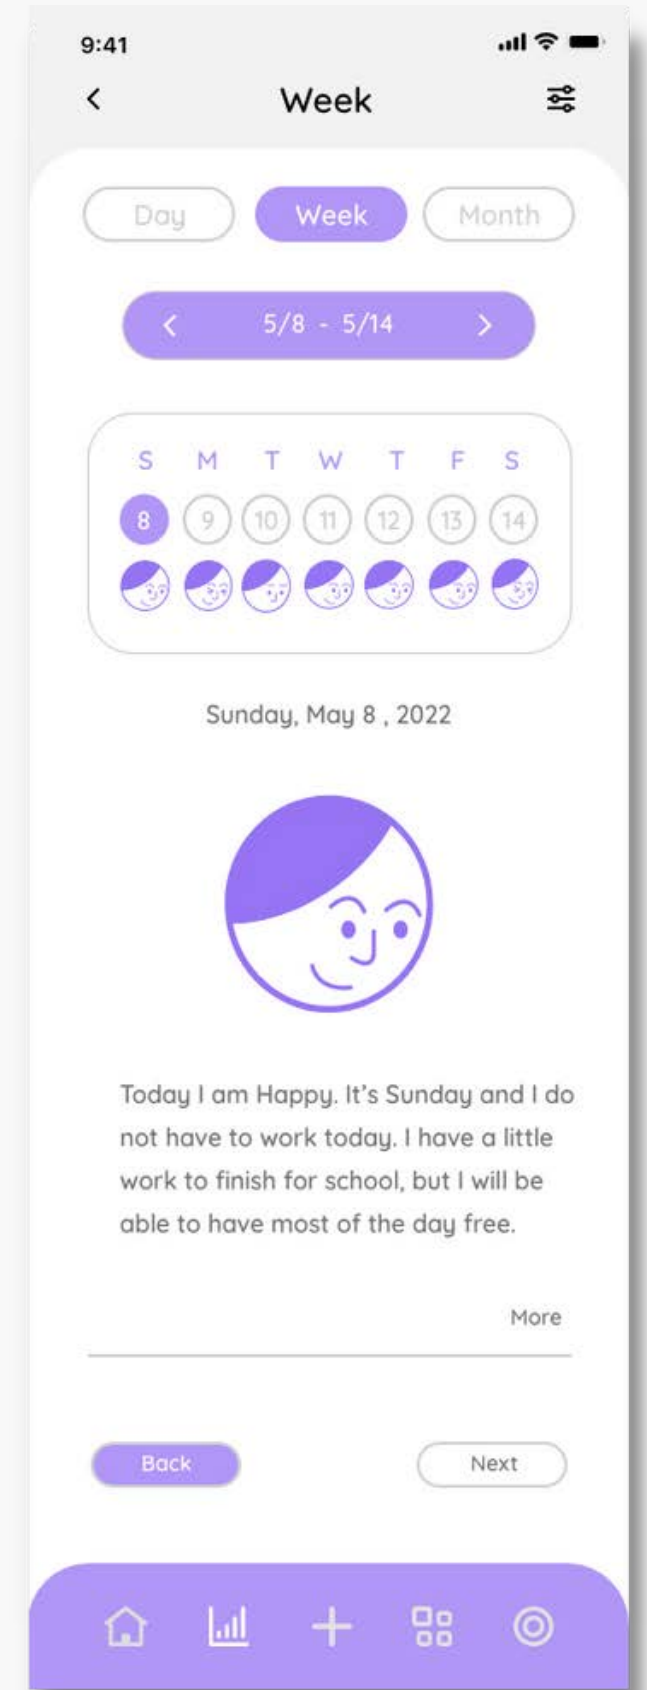 9:41
Week
Day Week Month
5/8 - 5/14
S M T W T F S
8 9 10 11 12 13 14
Sunday, May 8 , 2022
Today I am Happy. It's Sunday and I do
not have to work today. I have a little
work to finish for school, but I will be
able to have most of the day free.
More
Back Next